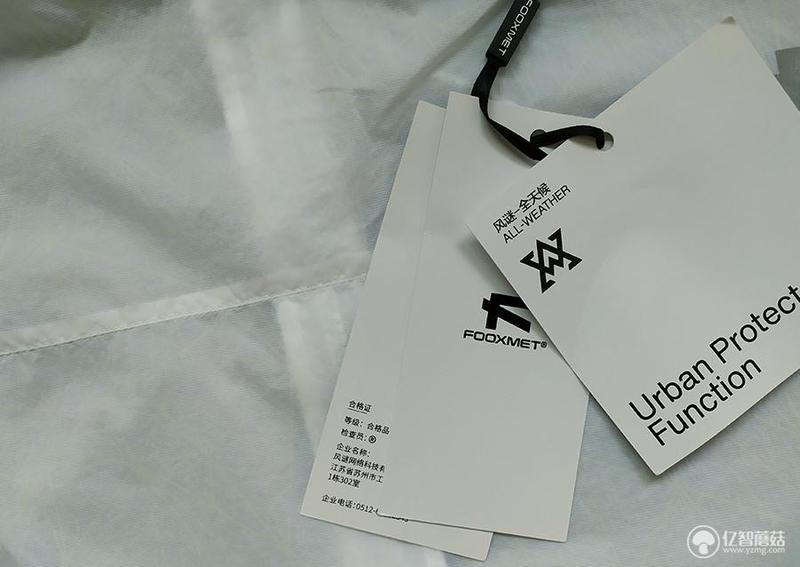 FOOXMET
风谜-全天候
ALL-WEATHER
FOOXMET®
Urban Protect
Function
合格证
等级：合格品
检查员：®
企业名称：
风谜网络科技有
江苏省苏州市工
1栋302室
企业电话：0512-
亿智蘑菇
www.yzmg.com